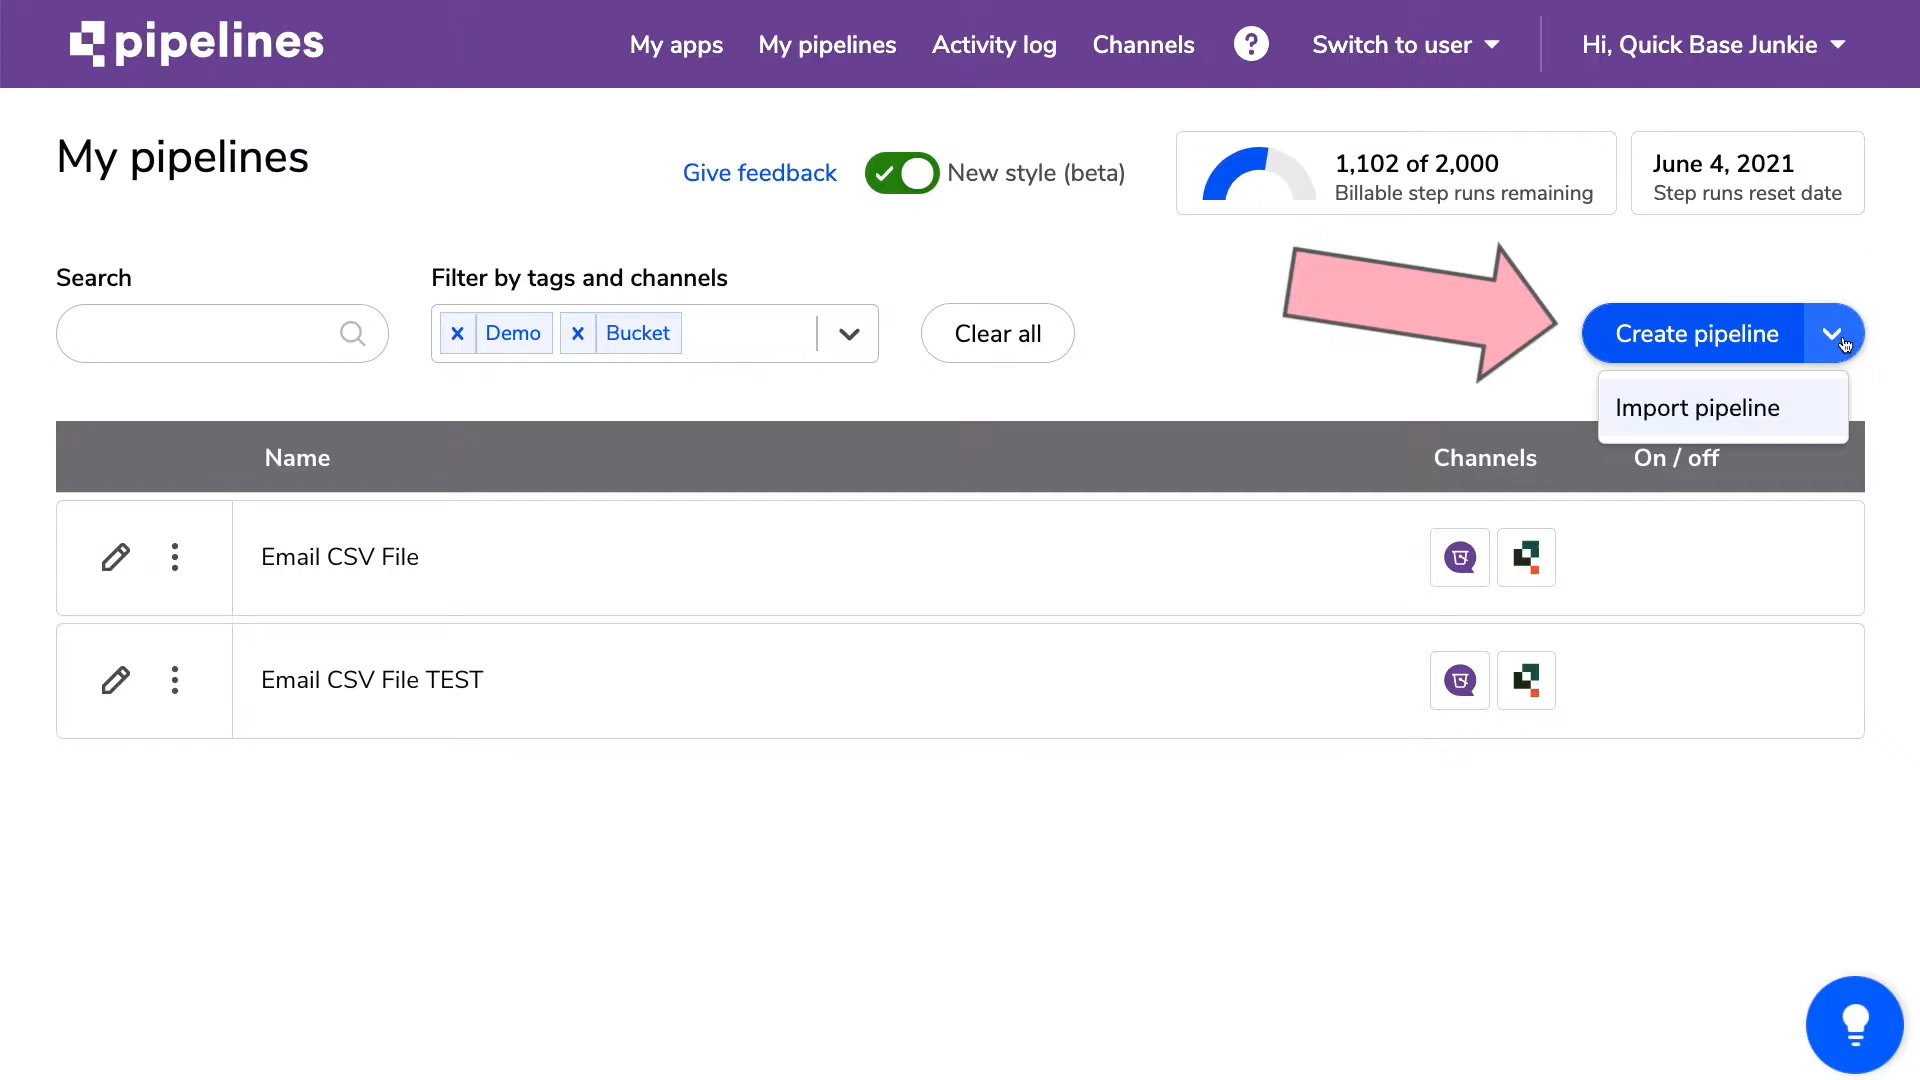 pipelines
My apps
My pipelines
Activity log
Channels
?
Switch to user
Hi, Quick Base Junkie
My pipelines
Give feedback
New style (beta)
1,102 of 2,000
Billable step runs remaining
June 4, 2021
Step runs reset date
Search
Filter by tags and channels
Demo
Bucket
Clear all
Create pipeline
Import pipeline
Name
Channels
On / off
Email CSV File
Email CSV File TEST